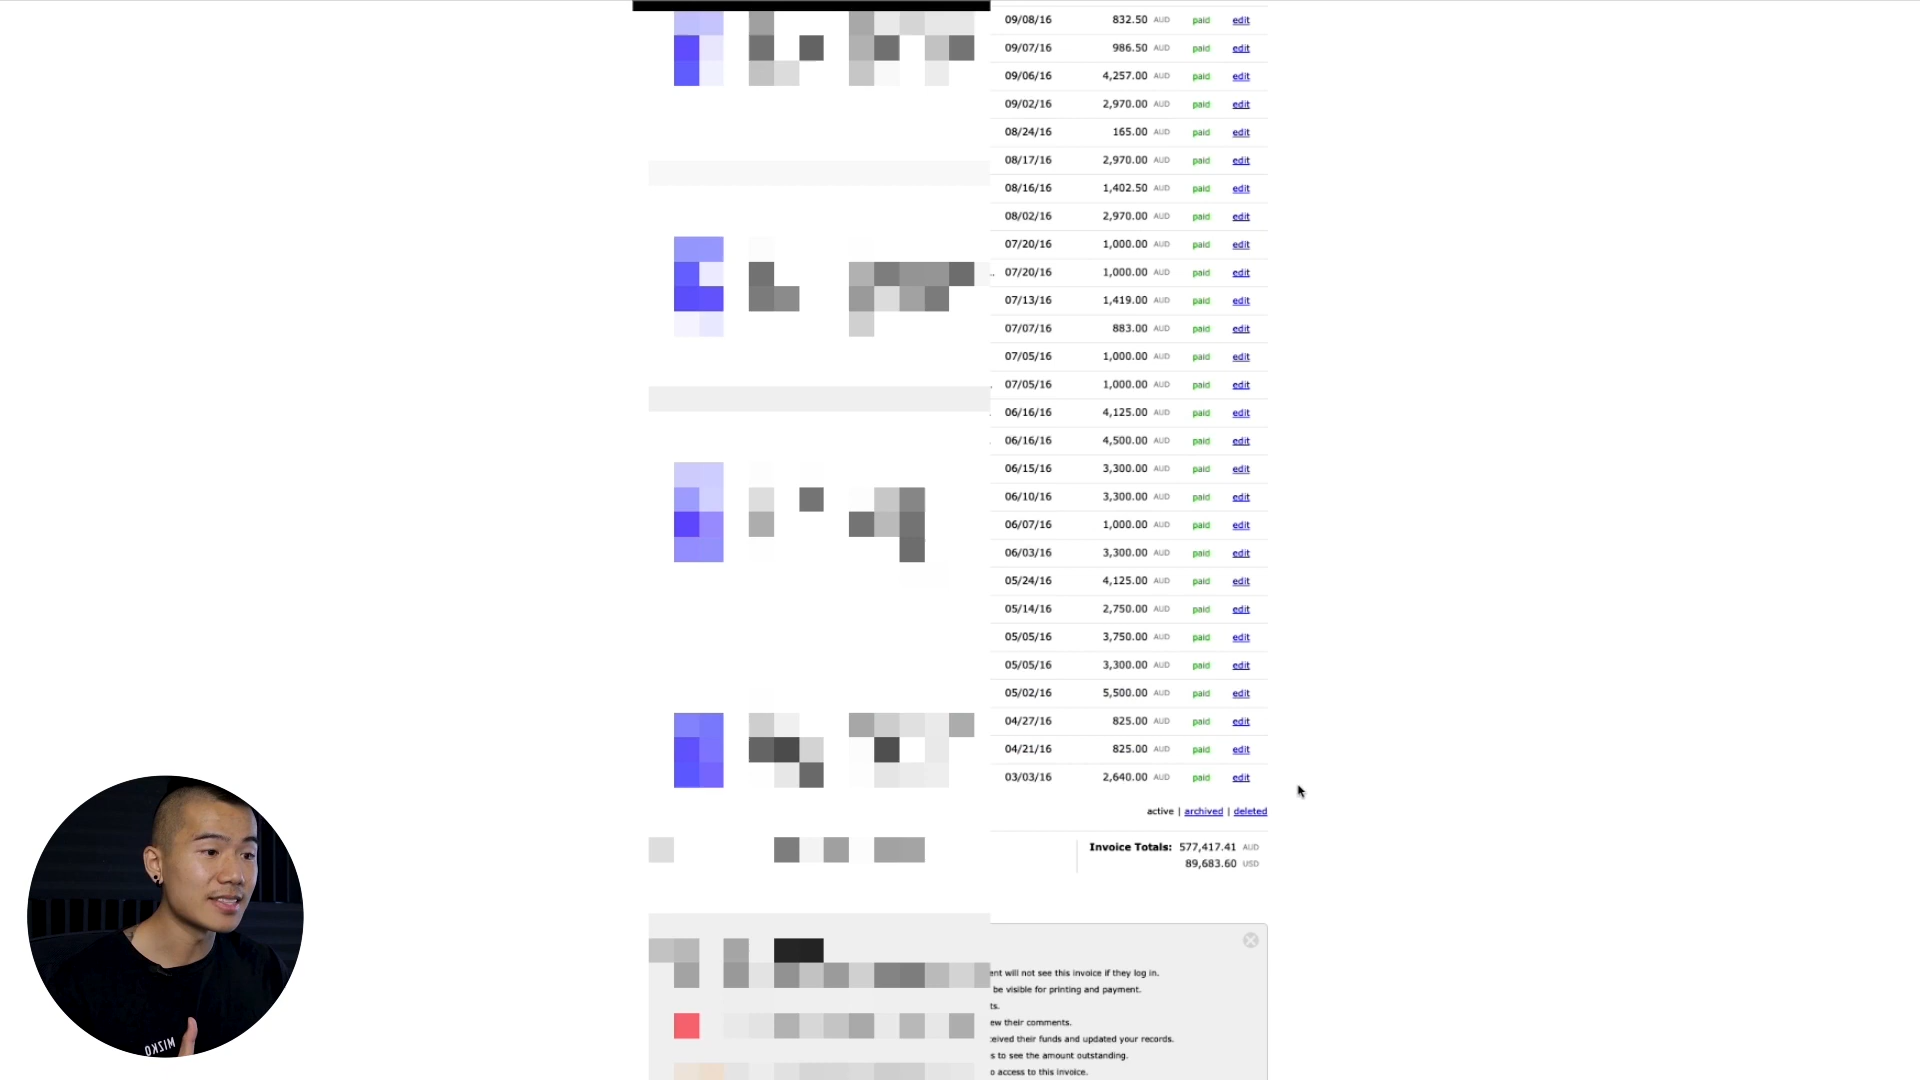 09/08/16 832.50 AUD paid edit
09/07/16 986.50 AUD paid edit
09/06/16 4,257.00 AUD paid edit
09/02/16 2,970.00 AUD paid edit
08/24/16 165.00 AUD paid edit
08/17/16 2,970.00 AUD paid edit
08/16/16 1,402.50 AUD paid edit
08/02/16 2,970.00 AUD paid edit
07/20/16 1,000.00 AUD paid edit
.. 07/20/16 1,000.00 AUD paid edit
07/13/16 1,419.00 AUD paid edit
07/07/16 883.00 AUD paid edit
07/05/16 1,000.00 AUD paid edit
. 07/05/16 1,000.00 AUD paid edit
. 06/16/16 4,125.00 AUD paid edit
. 06/16/16 4,500.00 AUD paid edit
06/15/16 3,300.00 AUD paid edit
06/10/16 3,300.00 AUD paid edit
06/07/16 1,000.00 AUD paid edit
06/03/16 3,300.00 AUD paid edit
05/24/16 4,125.00 AUD paid edit
05/14/16 2,750.00 AUD paid edit
05/05/16 3,750.00 AUD paid edit
05/05/16 3,300.00 AUD paid edit
05/02/16 5,500.00 AUD paid edit
04/27/16 825.00 AUD paid edit
04/21/16 825.00 AUD paid edit
03/03/16 2,640.00 AUD paid edit
active | archived | deleted
Invoice Totals: 577,417.41 AUD
89,683.60 USD
ent will not see this invoice if they log in.
be visible for printing and payment.
ts.
ew their comments.
ceived their funds and updated your records.
s to see the amount outstanding.
o access to this invoice.
MIZKO